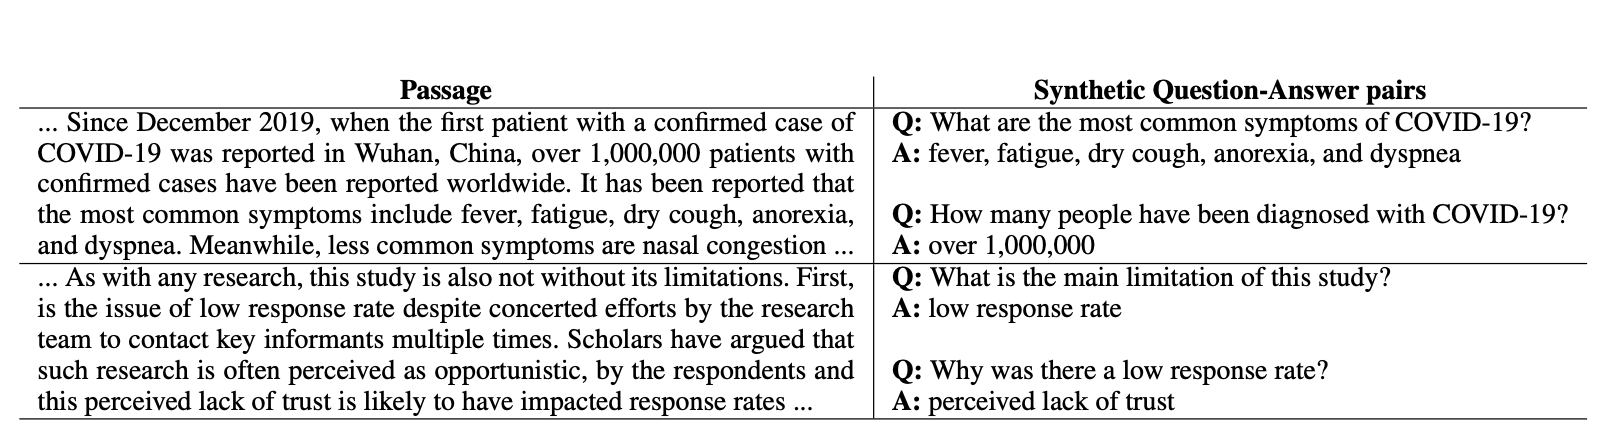 Passage
Synthetic Question-Answer pairs
... Since December 2019, when the first patient with a confirmed case of
COVID-19 was reported in Wuhan, China, over 1,000,000 patients with
confirmed cases have been reported worldwide. It has been reported that
the most common symptoms include fever, fatigue, dry cough, anorexia,
and dyspnea. Meanwhile, less common symptoms are nasal congestion ...
Q: What are the most common symptoms of COVID-19?
A: fever, fatigue, dry cough, anorexia, and dyspnea
Q: How many people have been diagnosed with COVID-19?
A: over 1,000,000
... As with any research, this study is also not without its limitations. First,
is the issue of low response rate despite concerted efforts by the research
team to contact key informants multiple times. Scholars have argued that
such research is often perceived as opportunistic, by the respondents and
this perceived lack of trust is likely to have impacted response rates ...
Q: What is the main limitation of this study?
A: low response rate
Q: Why was there a low response rate?
A: perceived lack of trust